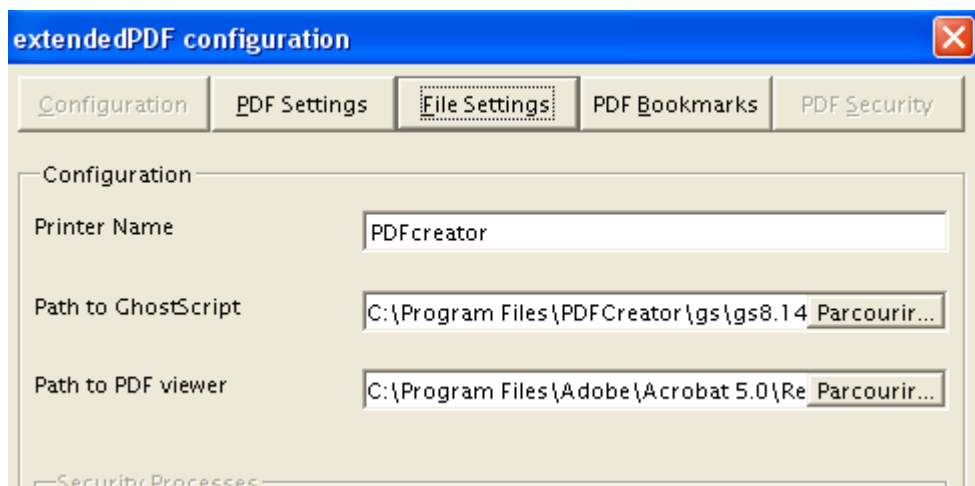 extendedPDF configuration
Configuration PDF Settings File Settings PDF Bookmarks PDF Security
Configuration
Printer Name PDFcreator
Path to GhostScript C:\Program Files\PDFCreator\gs\gs8.14 Parcourir...
Path to PDF viewer C:\Program Files\Adobe\Acrobat 5.0\Re Parcourir...
Security Processes